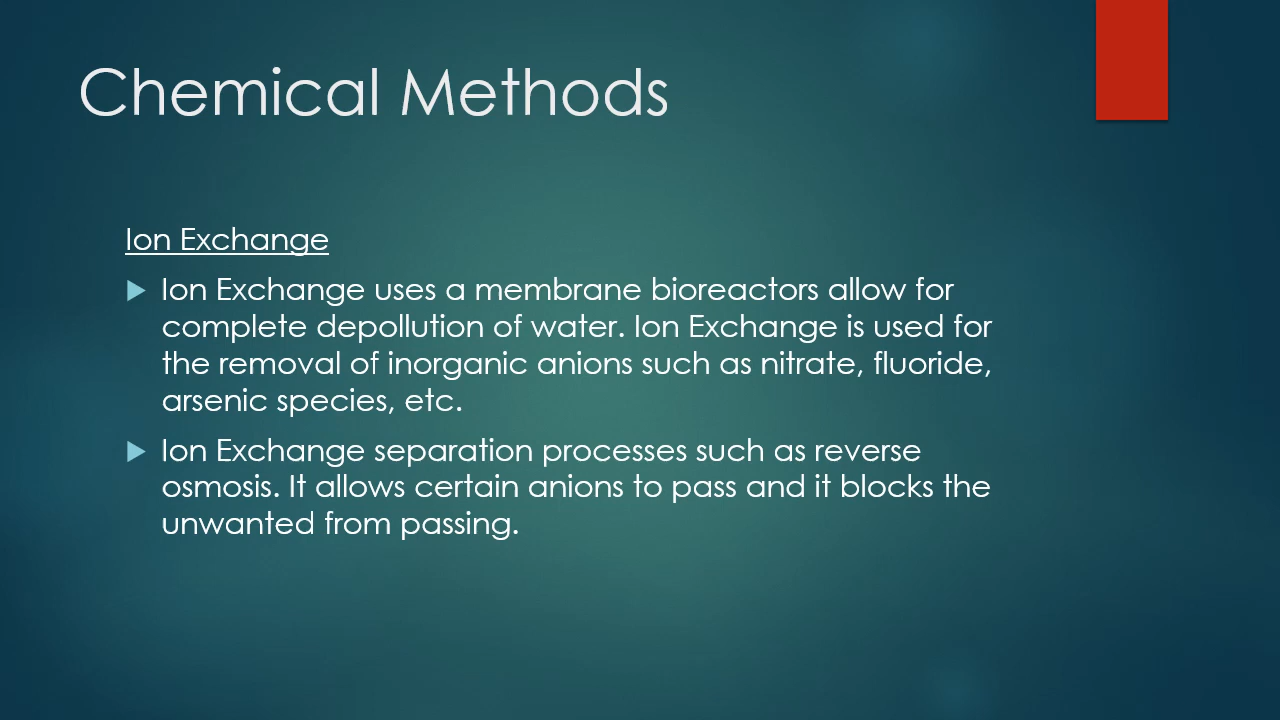 Chemical Methods
Ion Exchange
Ion Exchange uses a membrane bioreactors allow for
complete depollution of water. Ion Exchange is used for
the removal of inorganic anions such as nitrate, fluoride,
arsenic species, etc.
Ion Exchange separation processes such as reverse
osmosis. It allows certain anions to pass and it blocks the
unwanted from passing.